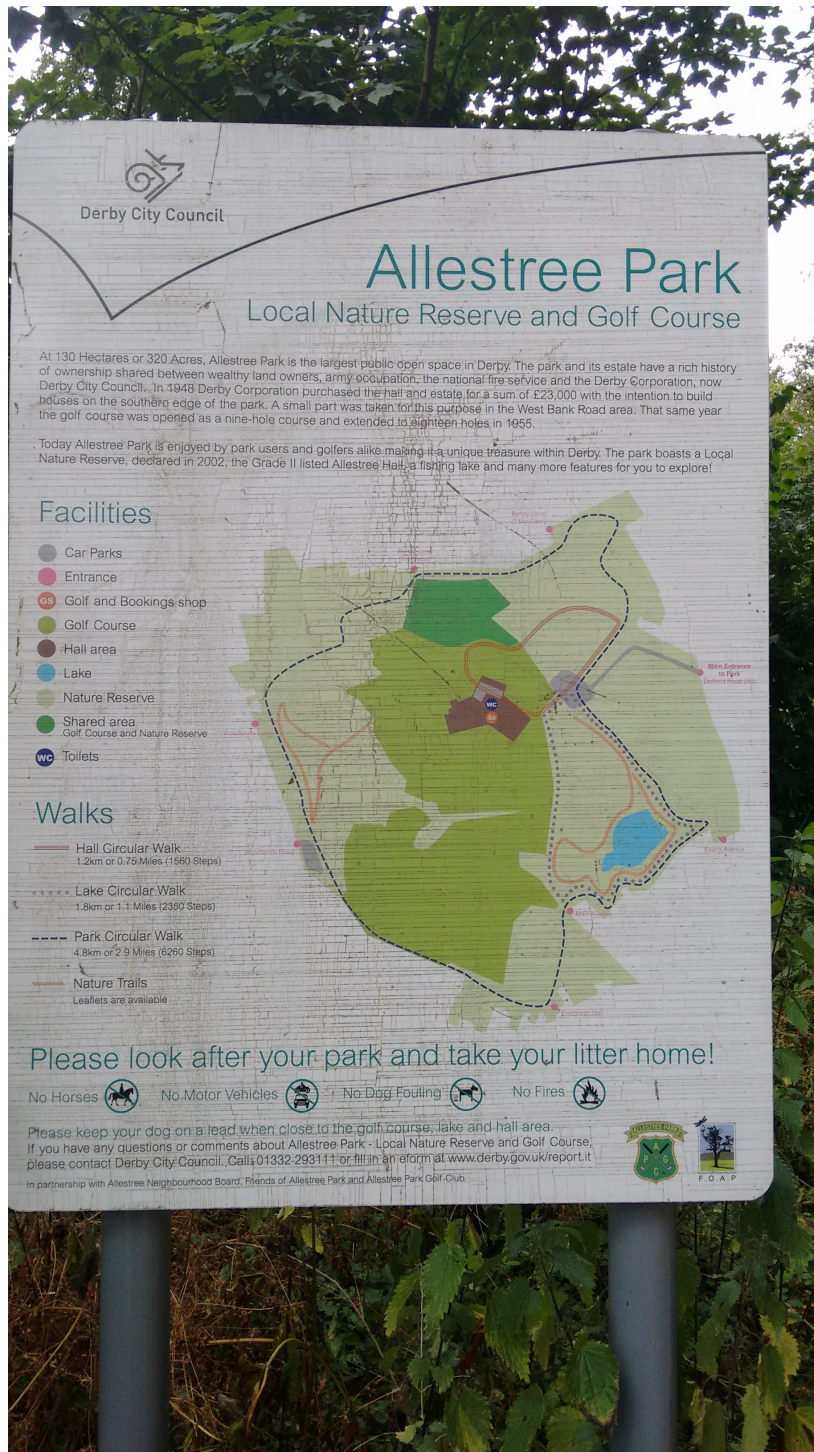 Derby City Council
Allestree Park
Local Nature Reserve and Golf Course
At 130 Hectares or 320 Acres, Allestree Park is the largest public open space in Derby. The park and its estate have a rich history
of ownership shared between wealthy land owners, army occupation, the national fire service and the Derby Corporation, now
Derby City Council. In 1948 Derby Corporation purchased the hall and estate for a sum of £23,000 with the intention to build
houses on the southern edge of the park. A small part was taken for this purpose in the West Bank Road area. That same year
the golf course was opened as a nine-hole course and extended to eighteen holes in 1955.
Today Allestree Park is enjoyed by park users and golfers alike making it a unique treasure within Derby. The park boasts a Local
Nature Reserve, declared in 2002, the Grade II listed Allestree Hall, a fishing lake and many more features for you to explore!
Facilities
Car Parks
Entrance
GS Golf and Bookings shop
Golf Course
Hall area
Lake
Nature Reserve
Shared area
Golf Course and Nature Reserve
WC Toilets
Main Entrance
to Park
WC
GS
Walks
Hall Circular Walk
1.2km or 0.75 Miles (1560 Steps)
Lake Circular Walk
1.8km or 1.1 Miles (2350 Steps)
Park Circular Walk
4.8km or 2.9 Miles (6260 Steps)
Nature Trails
Leaflets are available
Please look after your park and take your litter home!
No Horses No Motor Vehicles No Dog Fouling No Fires
Please keep your dog on a lead when close to the golf course, lake and hall area.
If you have any questions or comments about Allestree Park - Local Nature Reserve and Golf Course,
please contact Derby City Council. Call 01332 293111 or fill in an eform at www.derby.gov.uk/report.it
In partnership with Allestree Neighbourhood Board, Friends of Allestree Park and Allestree Park Golf Club
ALLESTREE PARK
A
P G
C
F.O.A.P